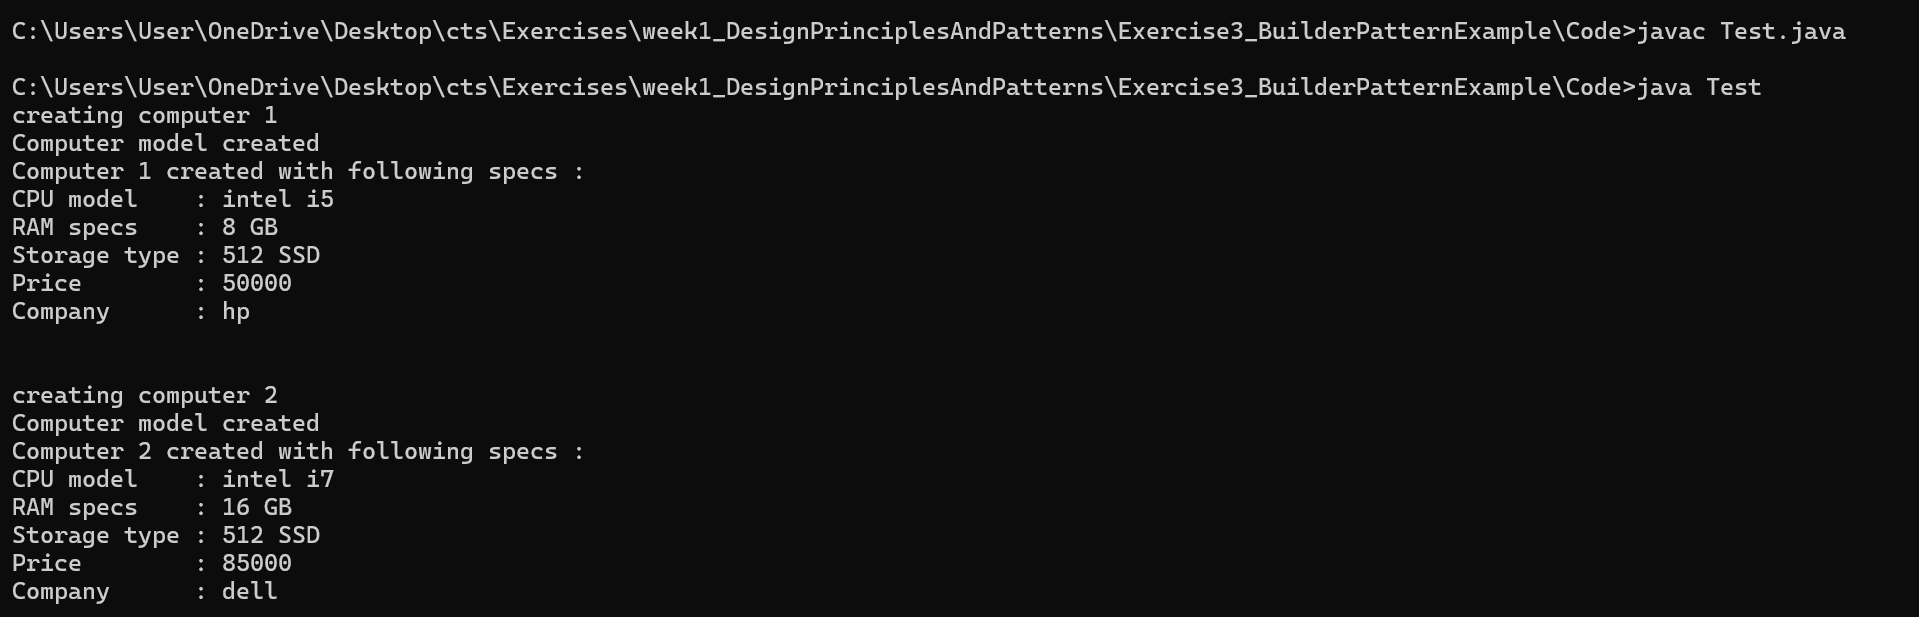 C:\Users\User\OneDrive\Desktop\cts\Exercises\week1_DesignPrinciplesAndPatterns\Exercise3_BuilderPatternExample\Code>javac Test.java
C:\Users\User\OneDrive\Desktop\cts\Exercises\week1_DesignPrinciplesAndPatterns\Exercise3_BuilderPatternExample\Code>java Test
creating computer 1
Computer model created
Computer 1 created with following specs :
CPU model    : intel i5
RAM specs    : 8 GB
Storage type : 512 SSD
Price        : 50000
Company      : hp
creating computer 2
Computer model created
Computer 2 created with following specs :
CPU model    : intel i7
RAM specs    : 16 GB
Storage type : 512 SSD
Price        : 85000
Company      : dell